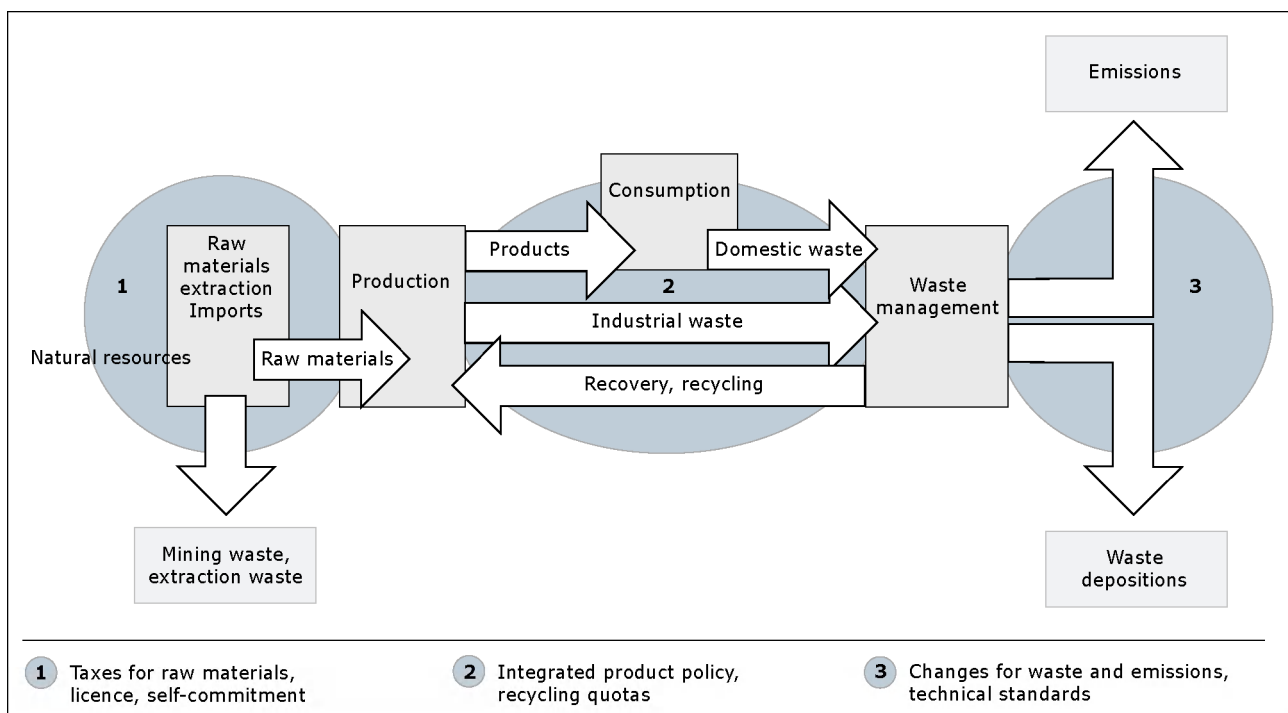 Emissions
Consumption
1
Raw
materials
extraction
Imports
Production
Products
Domestic waste
2
Waste
management
3
Industrial waste
Natural resources
Raw materials
Recovery, recycling
Mining waste,
extraction waste
Waste
depositions
1 Taxes for raw materials,
licence, self-commitment
2 Integrated product policy,
recycling quotas
3 Changes for waste and emissions,
technical standards